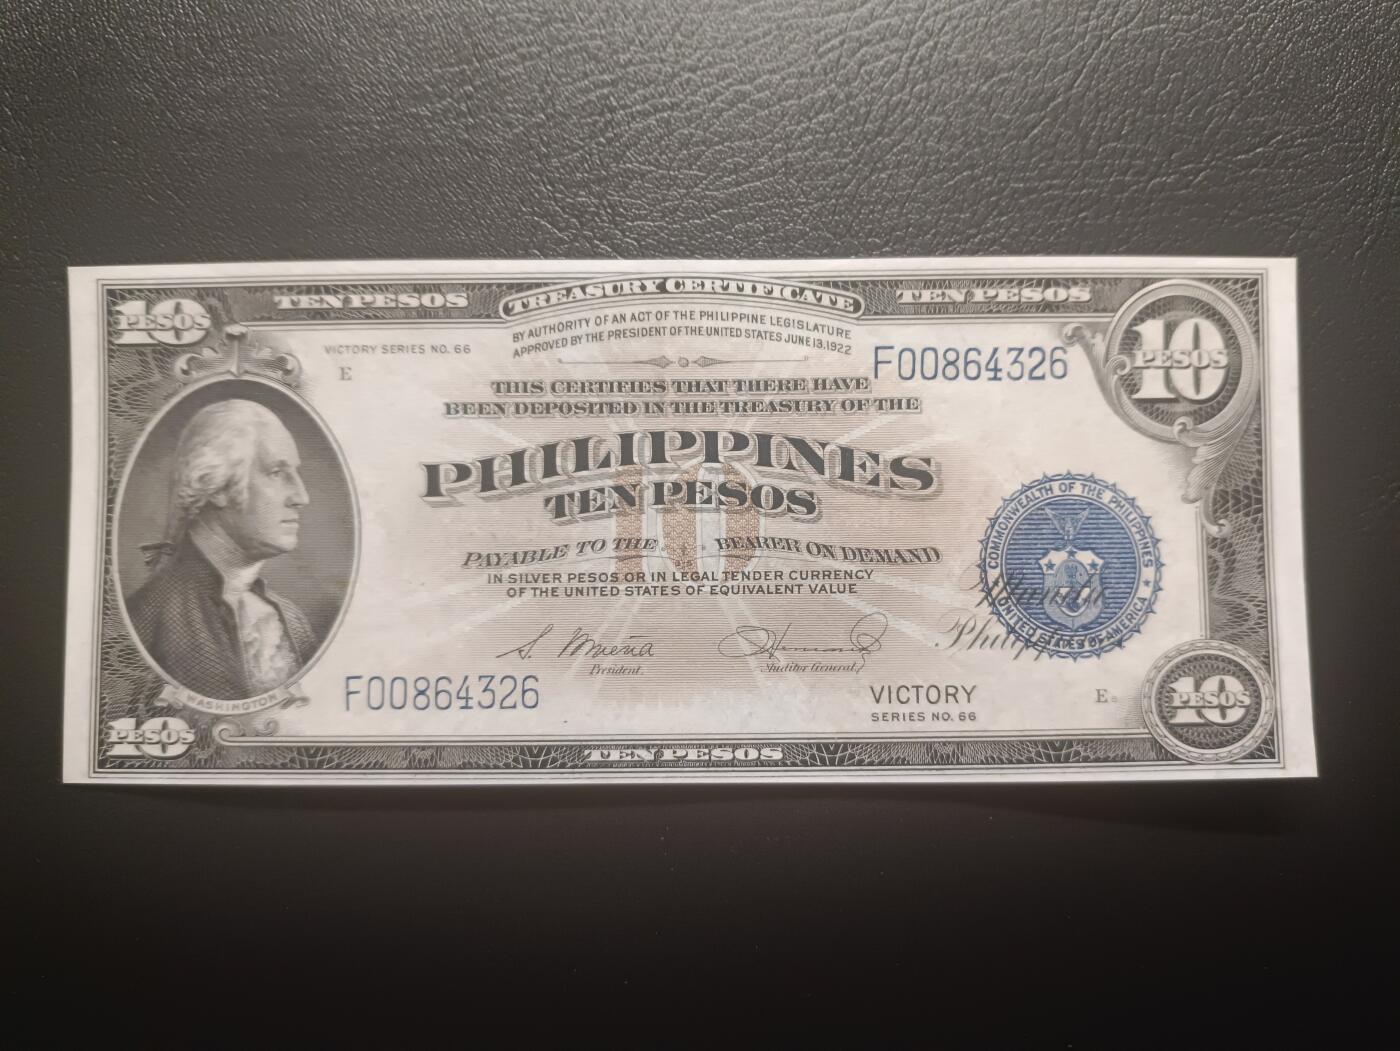 10
PESOS
TEN PESOS
TREASURY CERTIFICATE
TEN PESOS
10
PESOS
BY AUTHORITY OF AN ACT OF THE PHILIPPINE LEGISLATURE
APPROVED BY THE PRESIDENT OF THE UNITED STATES JUNE 13, 1922
VICTORY SERIES NO. 66
E
F00864326
THIS CERTIFIES THAT THERE HAVE
BEEN DEPOSITED IN THE TREASURY OF THE
PHILIPPINES
TEN PESOS
10
PAYABLE TO THE BEARER ON DEMAND
IN SILVER PESOS OR IN LEGAL TENDER CURRENCY
OF THE UNITED STATES OF EQUIVALENT VALUE
COMMONWEALTH OF THE PHILIPPINES
UNITED STATES OF AMERICA
Manila
President.
Auditor General,
WASHINGTON
F00864326
VICTORY
SERIES NO. 66
E
10
PESOS
TEN PESOS
10
PESOS